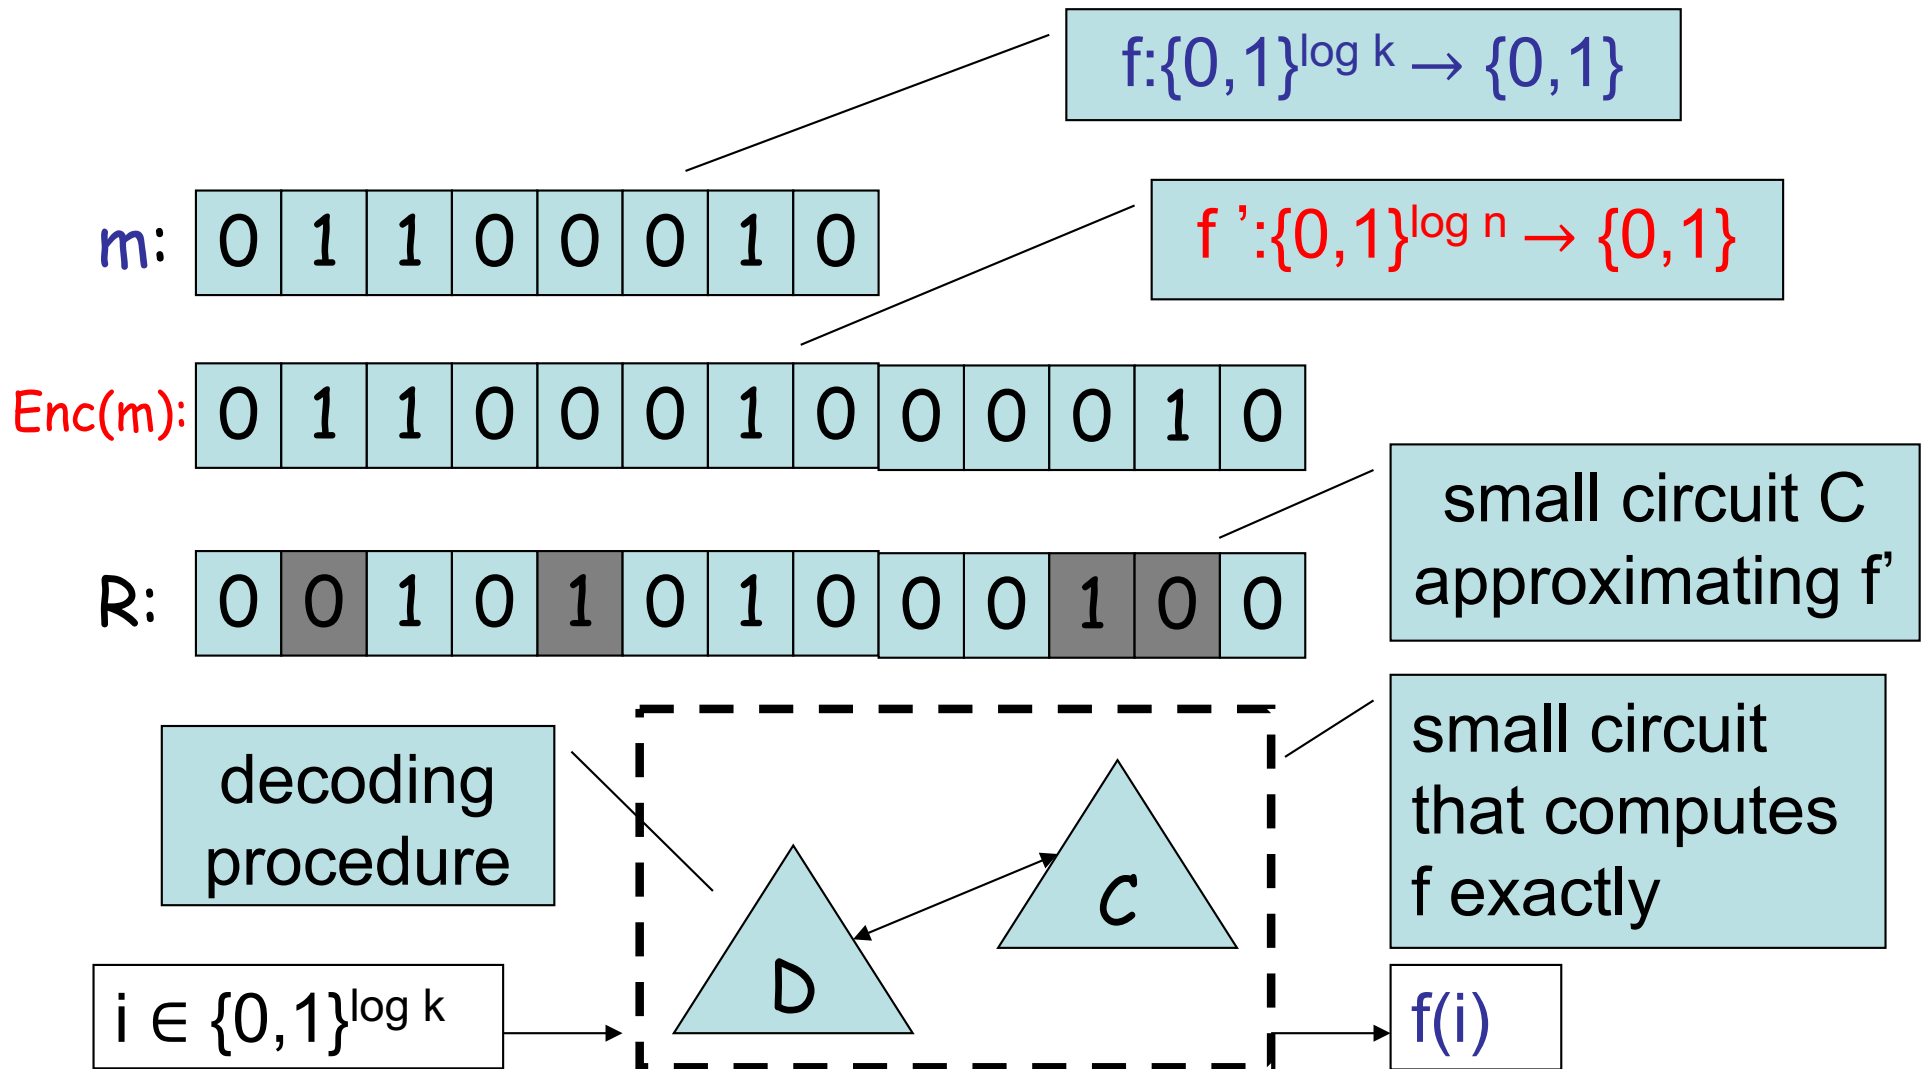 f:{0,1}^log k → {0,1}
m: 0 1 1 0 0 0 1 0
f ’:{0,1}^log n → {0,1}
Enc(m): 0 1 1 0 0 0 1 0 0 0 0 1 0
R: 0 0 1 0 1 0 1 0 0 0 1 0 0
small circuit C
approximating f’
decoding
procedure
D
C
small circuit
that computes
f exactly
i ∈ {0,1}^log k
f(i)